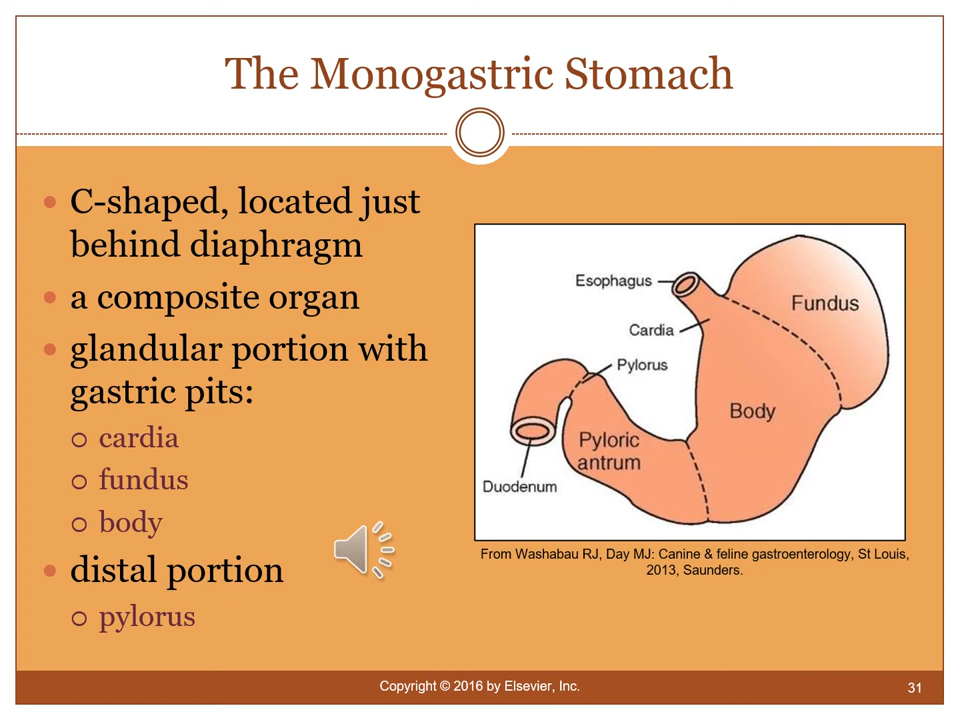 The Monogastric Stomach
C-shaped, located just
behind diaphragm
a composite organ
glandular portion with
gastric pits:
cardia
fundus
body
distal portion
pylorus
Esophagus
Fundus
Cardia
Pylorus
Body
Pyloric
antrum
Duodenum
From Washabau RJ, Day MJ: Canine & feline gastroenterology, St Louis,
2013, Saunders.
Copyright © 2016 by Elsevier, Inc.
31